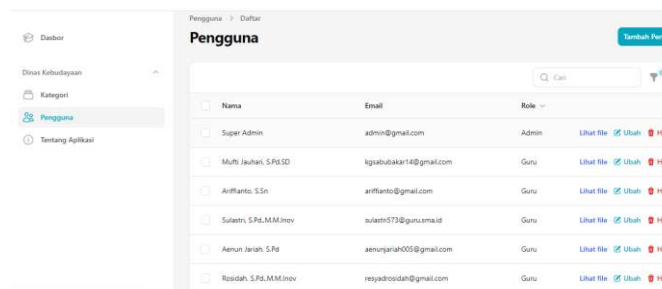 Pengguna > Daftar
Dasbor
Pengguna
Tambah Pen
Dinas Kebudayaan
Cari
Kategori
Nama Email Role
Pengguna
Super Admin admin@gmail.com Admin Lihat file Ubah H
Tentang Aplikasi
Mufti Jauhari, S.Pd.SD kgsabubakar14@gmail.com Guru Lihat file Ubah H
Ariffianto, S.Sn ariffianto@gmail.com Guru Lihat file Ubah H
Sulastri, S.Pd.,M.M.Inov sulastri573@guru.sma.id Guru Lihat file Ubah H
Aenun Jariah. S.Pd aenunjariah005@gmail.com Guru Lihat file Ubah H
Rosidah, S.Pd.,M.M.Inov resyadrosidah@gmail.com Guru Lihat file Ubah H